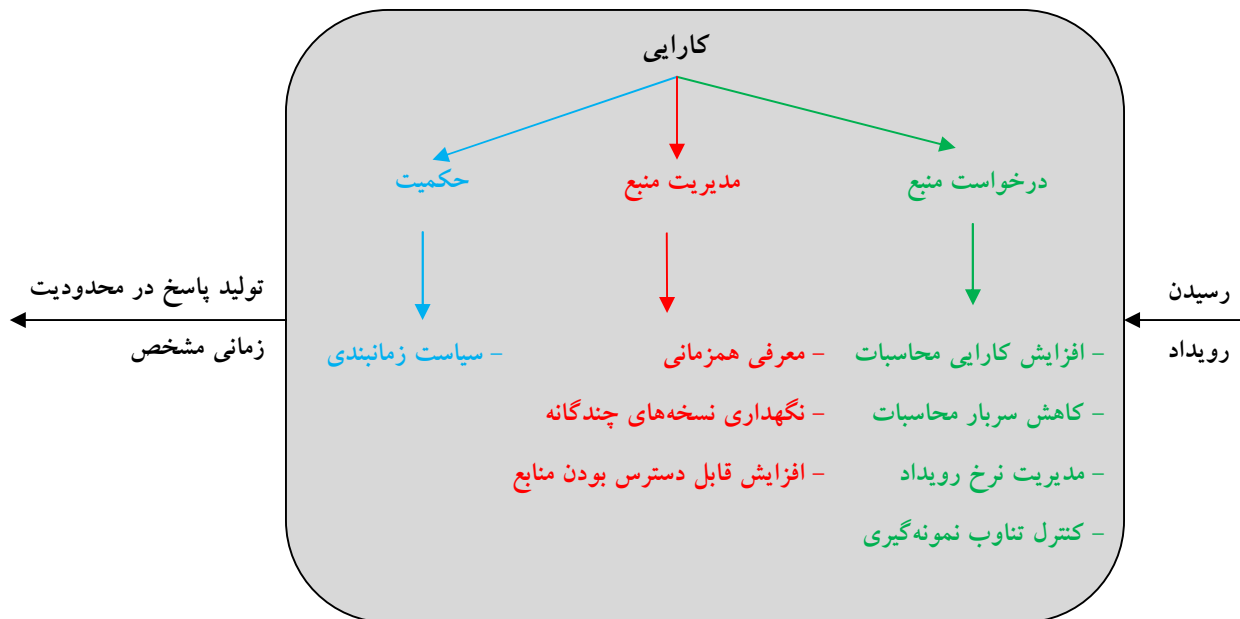 کارایی
درخواست منبع
مدیریت منبع
حکمیت
رسیدن
رویداد
– افزایش کارایی محاسبات
– کاهش سربار محاسبات
– مدیریت نرخ رویداد
– کنترل تناوب نمونه‌گیری
– معرفی همزمانی
– نگهداری نسخه‌های چندگانه
– افزایش قابل دسترس بودن منابع
– سیاست زمانبندی
تولید پاسخ در محدودیت
زمانی مشخص